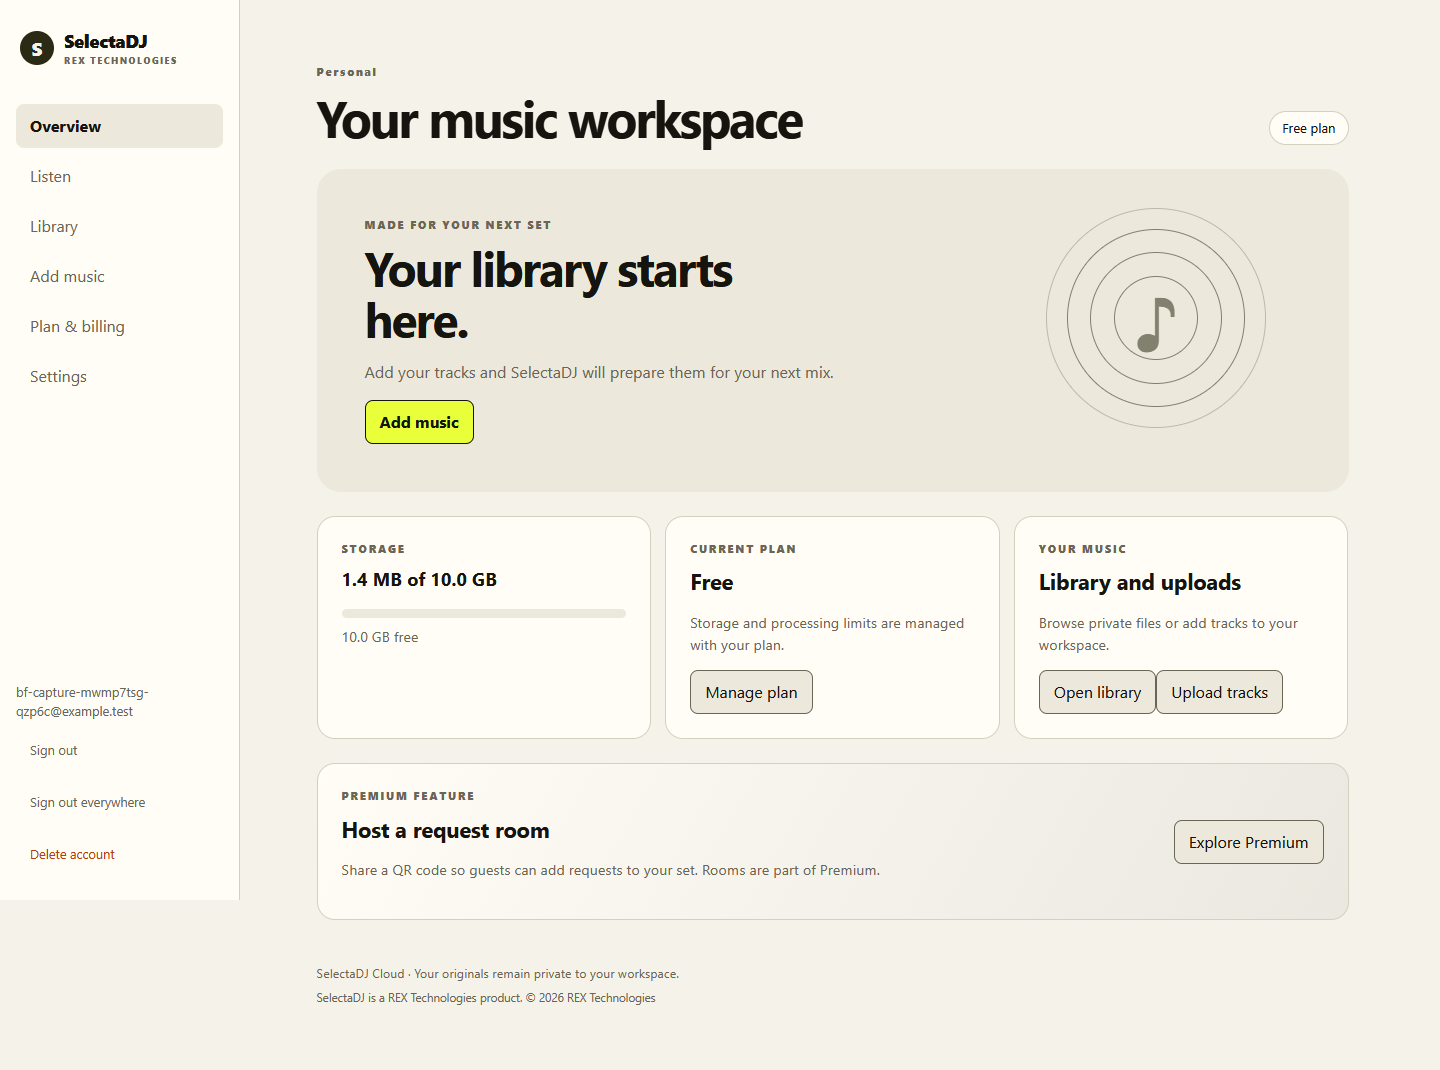 S
SelectaDJ
REX TECHNOLOGIES
Overview
Listen
Library
Add music
Plan & billing
Settings
bf-capture-mwmp7tsg-
qzp6c@example.test
Sign out
Sign out everywhere
Delete account
Personal
Your music workspace
Free plan
MADE FOR YOUR NEXT SET
Your library starts
here.
Add your tracks and SelectaDJ will prepare them for your next mix.
Add music
STORAGE
1.4 MB of 10.0 GB
10.0 GB free
CURRENT PLAN
Free
Storage and processing limits are managed
with your plan.
Manage plan
YOUR MUSIC
Library and uploads
Browse private files or add tracks to your
workspace.
Open library
Upload tracks
PREMIUM FEATURE
Host a request room
Share a QR code so guests can add requests to your set. Rooms are part of Premium.
Explore Premium
SelectaDJ Cloud · Your originals remain private to your workspace.
SelectaDJ is a REX Technologies product. © 2026 REX Technologies